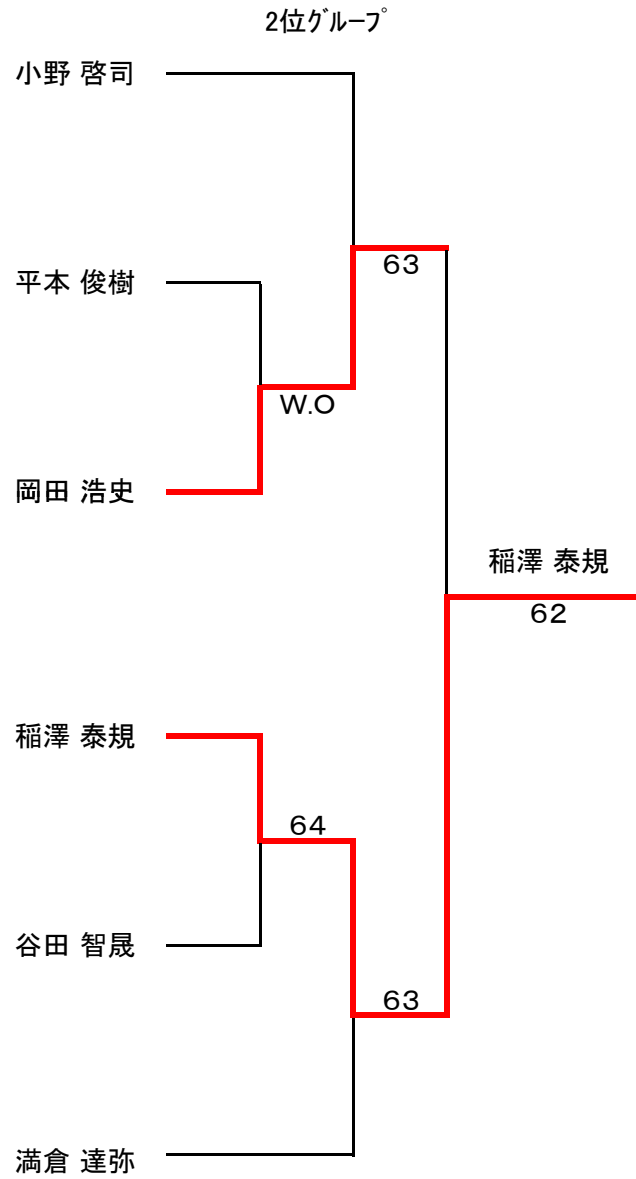 2位ｸﾞﾙｰﾌﾟ
小野 啓司
63
平本 俊樹
W.O
岡田 浩史
稲澤 泰規
62
稲澤 泰規
64
谷田 智晟
63
満倉 達弥